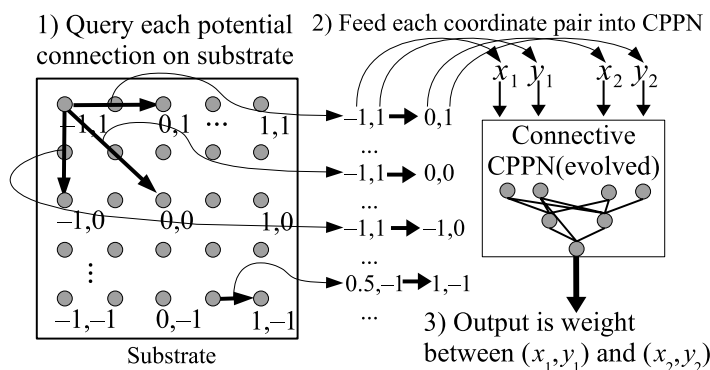 1) Query each potential
connection on substrate
–1,1 0,1 ... 1,1
–1,0 0,0 1,0
...
–1,–1 0,–1 1,–1
Substrate
2) Feed each coordinate pair into CPPN
x1 y1 x2 y2
–1,1 0,1
...
–1,1 0,0
...
–1,1 –1,0
...
0.5,–1 1,–1
...
Connective
CPPN(evolved)
3) Output is weight
between (x1,y1) and (x2,y2)